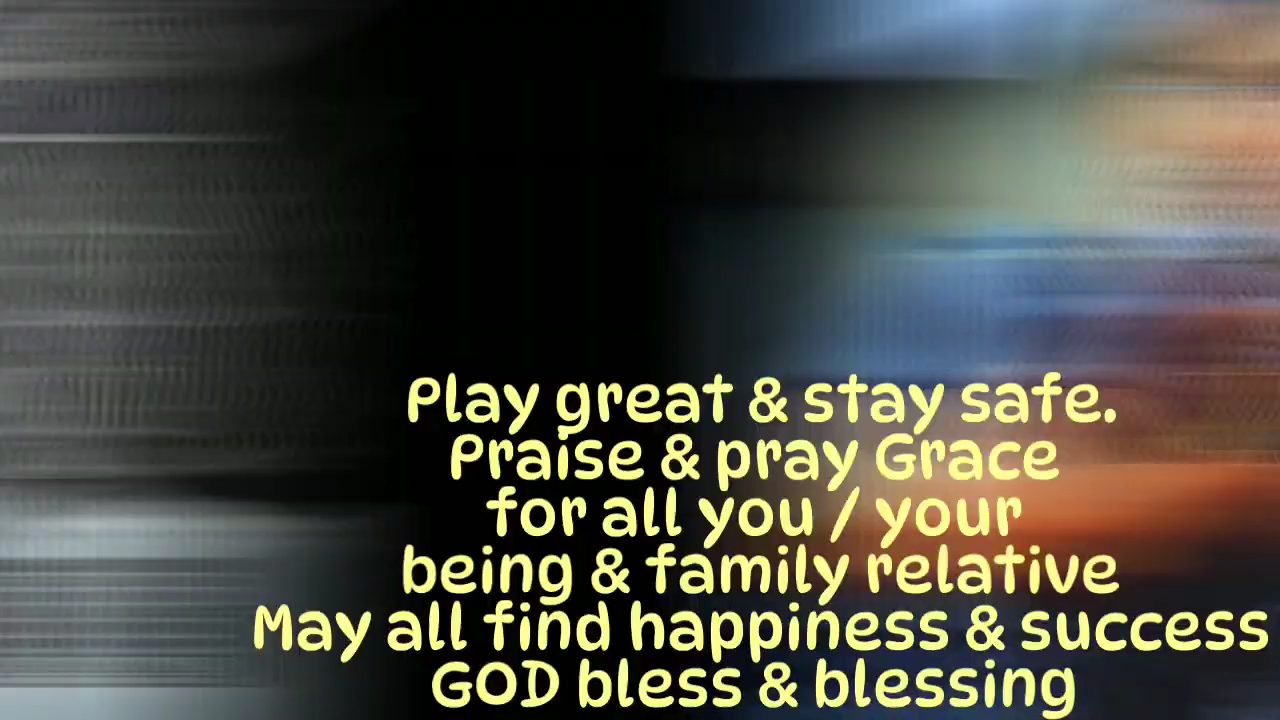 Play great & stay safe.
Praise & pray Grace
for all you / your
being & family relative
May all find happiness & success
GOD bless & blessing